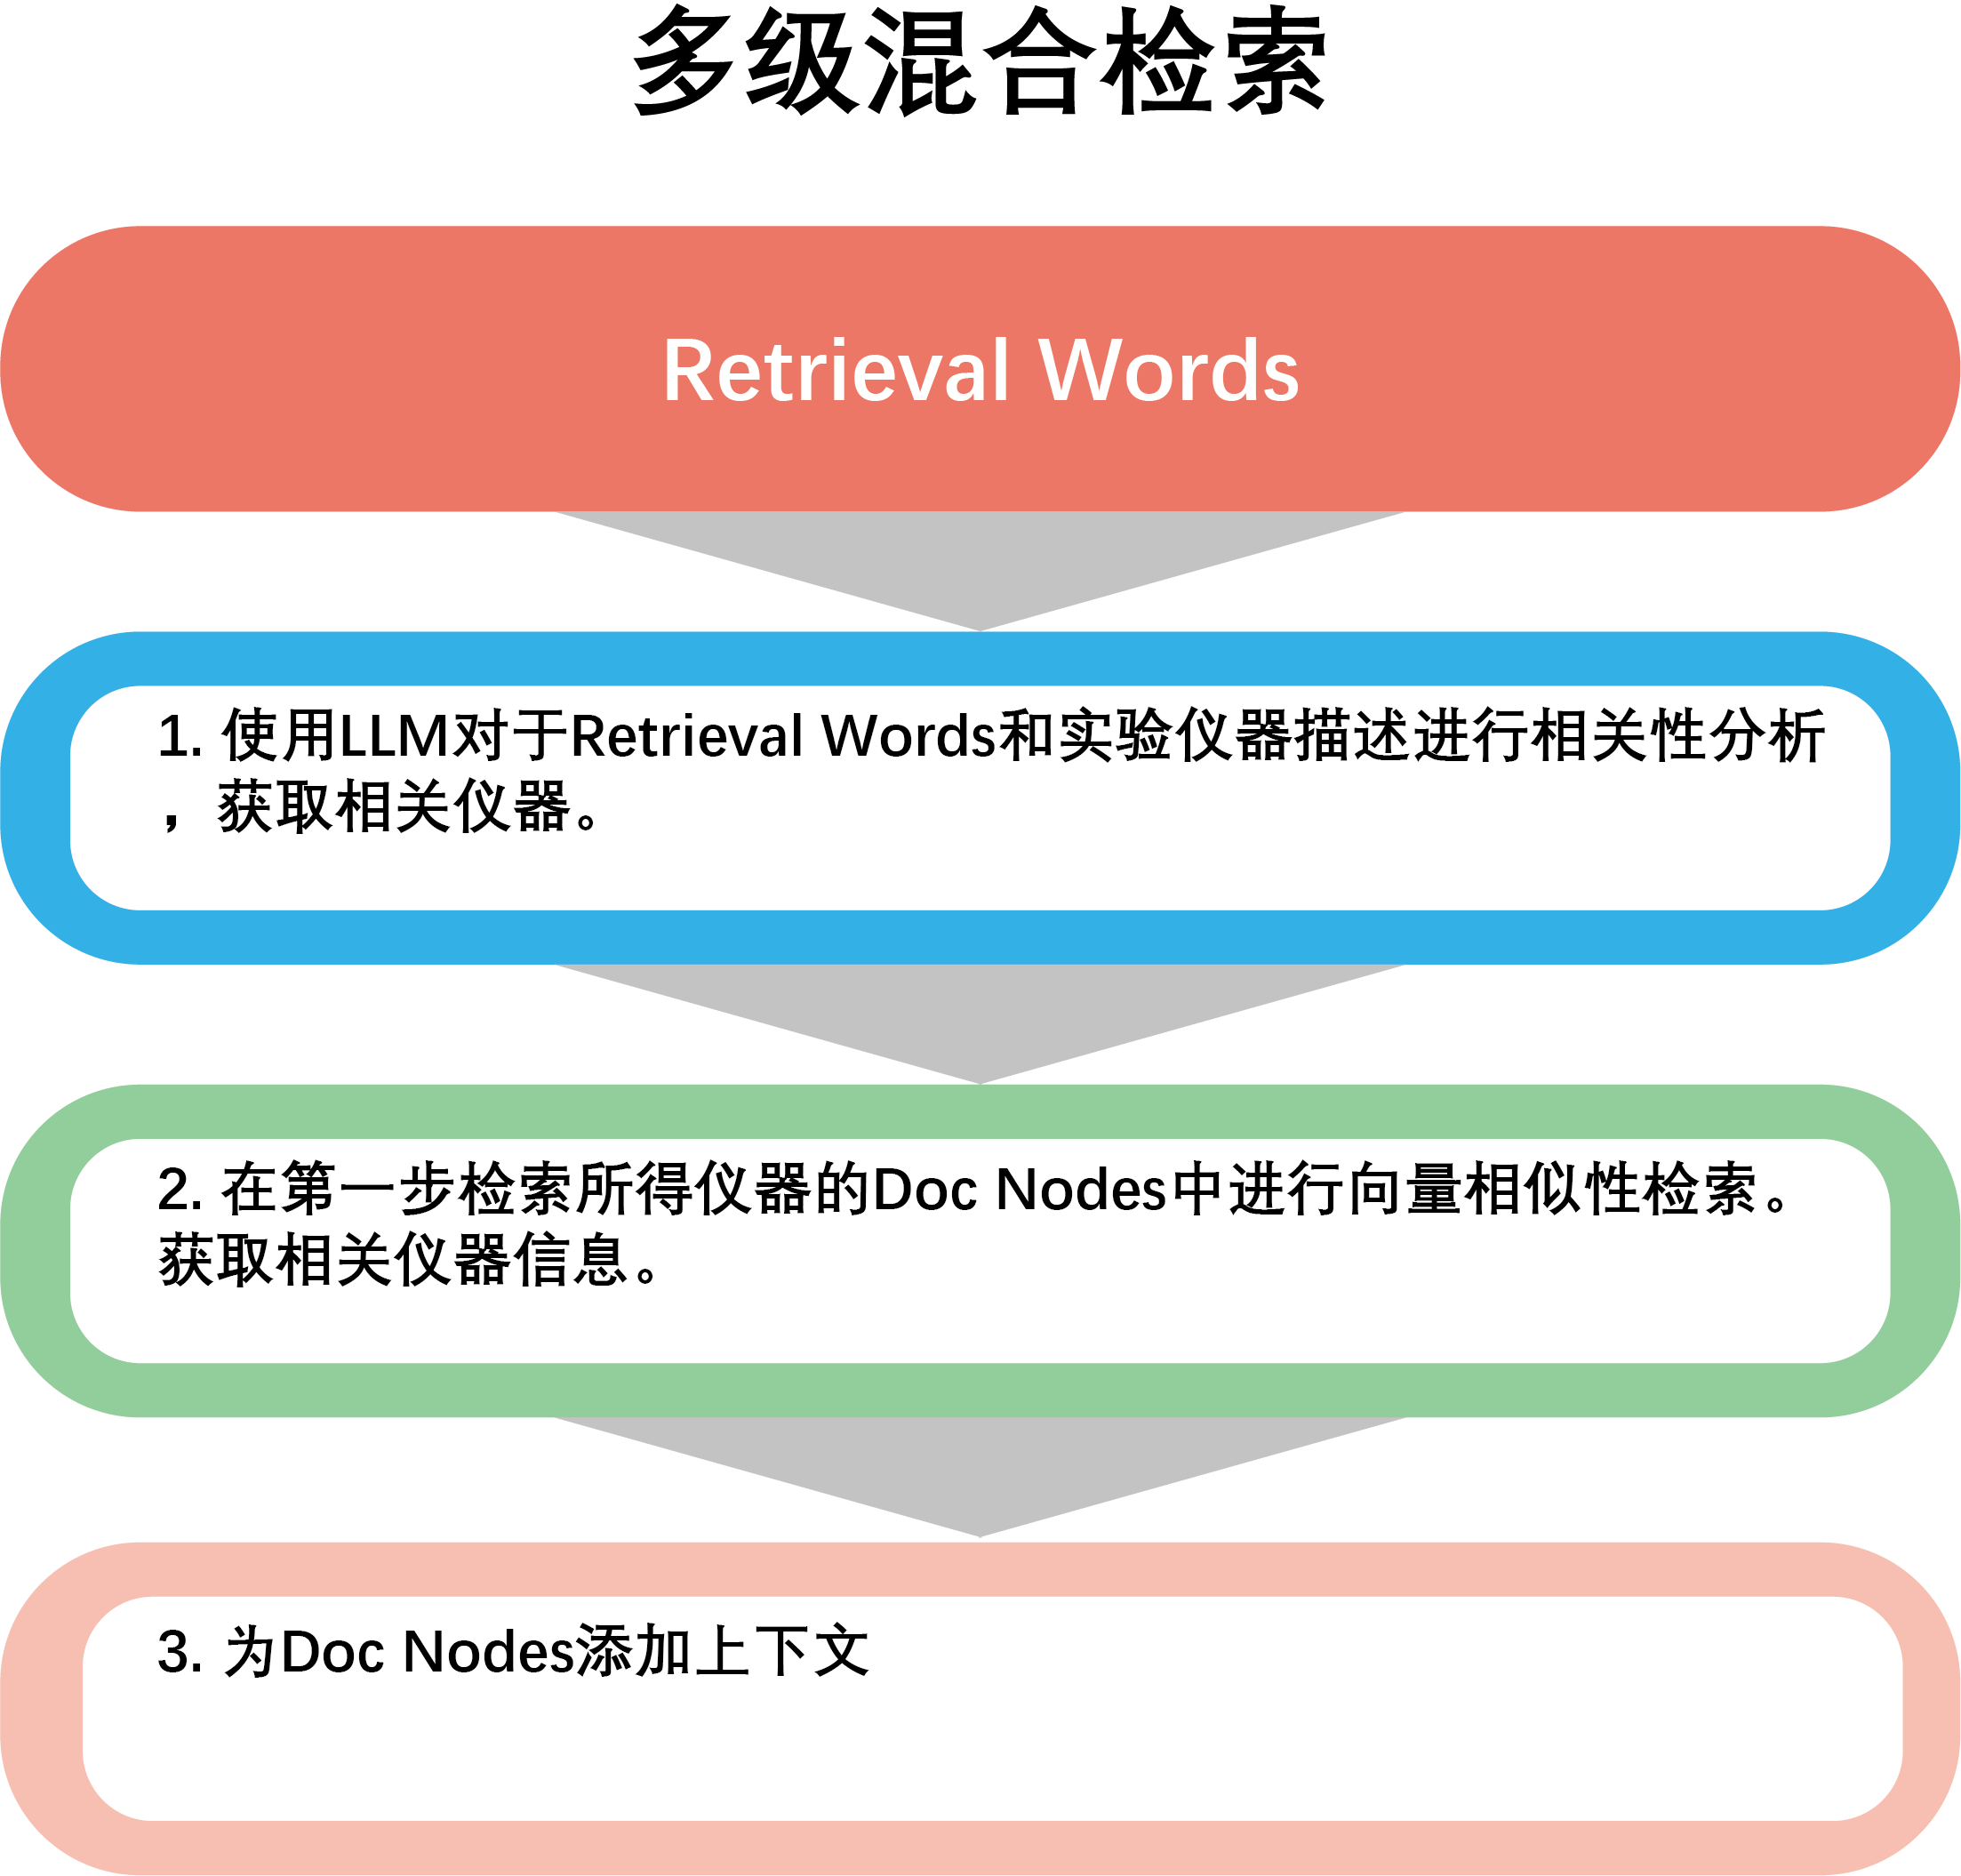 多级混合检索
Retrieval Words
1. 使用LLM对于Retrieval Words和实验仪器描述进行相关性分析
，获取相关仪器。
2. 在第一步检索所得仪器的Doc Nodes中进行向量相似性检索。
获取相关仪器信息。
3. 为Doc Nodes添加上下文